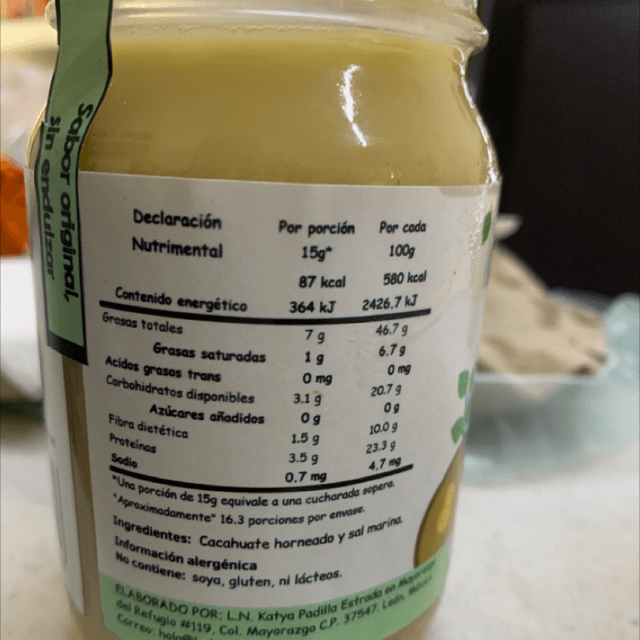 Sabor original,
sin endulzar
Declaración Nutrimental Por porción 15g* Por cada 100g
87 kcal 580 kcal
Contenido energético 364 kJ 2426.7 kJ
Grasas totales 7 g 46.7 g
Grasas saturadas 1 g 6.7 g
Acidos grasos trans 0 mg 0 mg
Carbohidratos disponibles 3.1 g 20.7 g
Azúcares añadidos 0 g 0 g
Fibra dietética 1.5 g 10.0 g
Proteínas 3.5 g 23.3 g
Sodio 0.7 mg 4.7 mg
*Una porción de 15g equivale a una cucharada sopera.
"Aproximadamente" 16.3 porciones por envase.
Ingredientes: Cacahuate horneado y sal marina.
Información alergénica
No contiene: soya, gluten, ni lácteos.
ELABORADO POR: L.N. Katya Padilla Estrada en Mayorazgo
del Refugio #119, Col. Mayorazgo C.P. 37547. León, México
Correo: